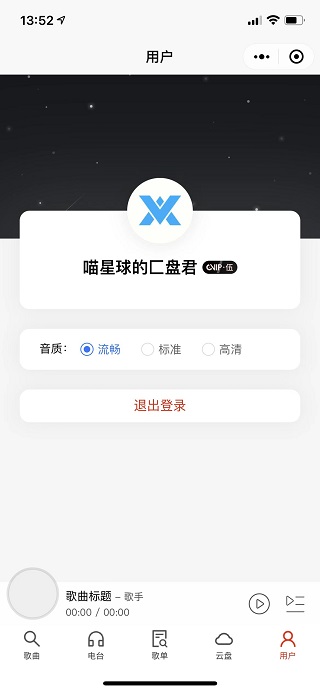 13:52
用户
喵星球的匚盘君 VIP·伍
音质： 流畅 标准 高清
退出登录
歌曲标题 – 歌手
00:00 / 00:00
歌曲 电台 歌单 云盘 用户